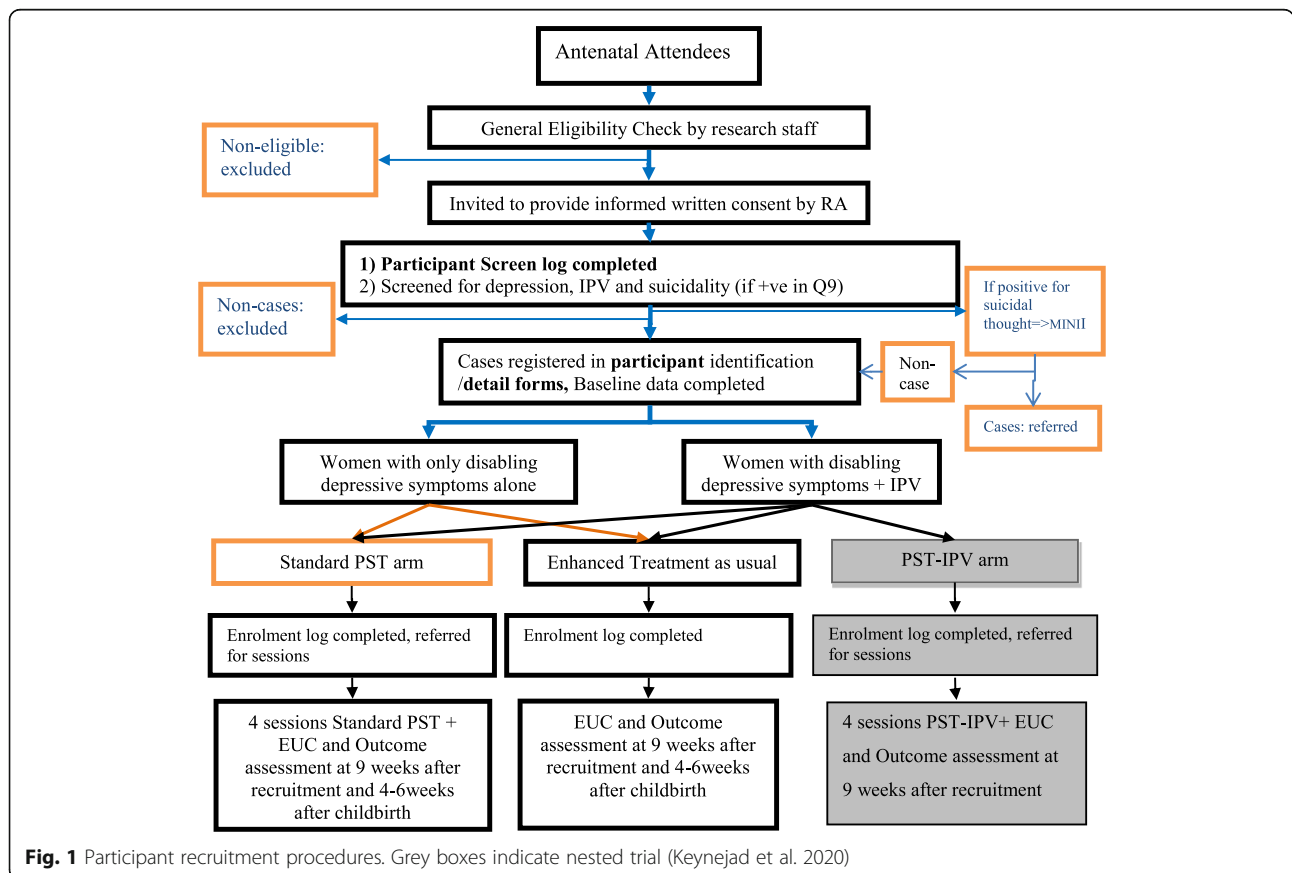 Antenatal Attendees
General Eligibility Check by research staff
Non-eligible:
excluded
Invited to provide informed written consent by RA
1) Participant Screen log completed
2) Screened for depression, IPV and suicidality (if +ve in Q9)
Non-cases:
excluded
If positive for
suicidal
thought=>MINII
Cases registered in participant identification
/detail forms, Baseline data completed
Non-
case
Cases: referred
Women with only disabling
depressive symptoms alone
Women with disabling
depressive symptoms + IPV
Standard PST arm
Enhanced Treatment as usual
PST-IPV arm
Enrolment log completed, referred
for sessions
Enrolment log completed
Enrolment log completed, referred
for sessions
4 sessions Standard PST +
EUC and Outcome
assessment at 9 weeks after
recruitment and 4-6weeks
after childbirth
EUC and Outcome
assessment at 9 weeks after
recruitment and 4-6weeks
after childbirth
4 sessions PST-IPV+ EUC
and Outcome assessment at
9 weeks after recruitment
Fig. 1 Participant recruitment procedures. Grey boxes indicate nested trial (Keynejad et al. 2020)